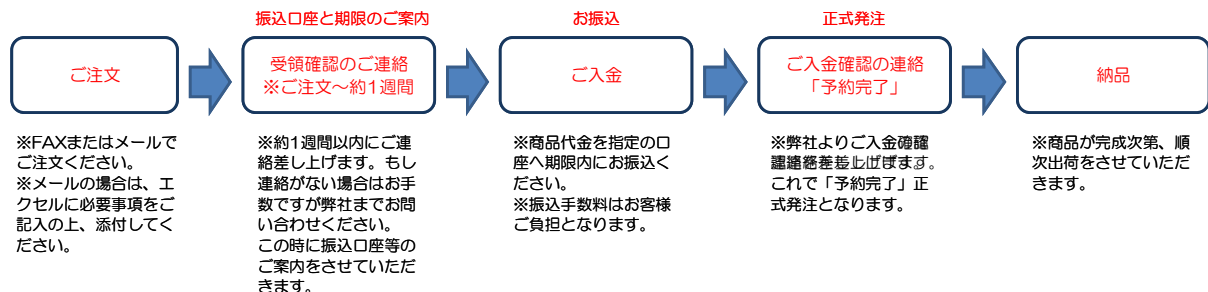 振込口座と期限のご案内
お振込
正式発注
ご注文
受領確認のご連絡
※ご注文～約1週間
ご入金
ご入金確認の連絡
「予約完了」
納品
※FAXまたはメールで
ご注文ください。
※メールの場合は、エ
クセルに必要事項をご
記入の上、添付してく
ださい。
※約1週間以内にご連
絡差し上げます。もし
連絡がない場合はお手
数ですが弊社までお問
い合わせください。
この時に振込口座等の
ご案内をさせていただ
きます。
※商品代金を指定の口
座へ期限内にお振込く
ださい。
※振込手数料はお客様
ご負担となります。
※弊社よりご入金確認
連絡を差し上げます。
これで「予約完了」正
式発注となります。
※商品が完成次第、順
次出荷をさせていただ
きます。